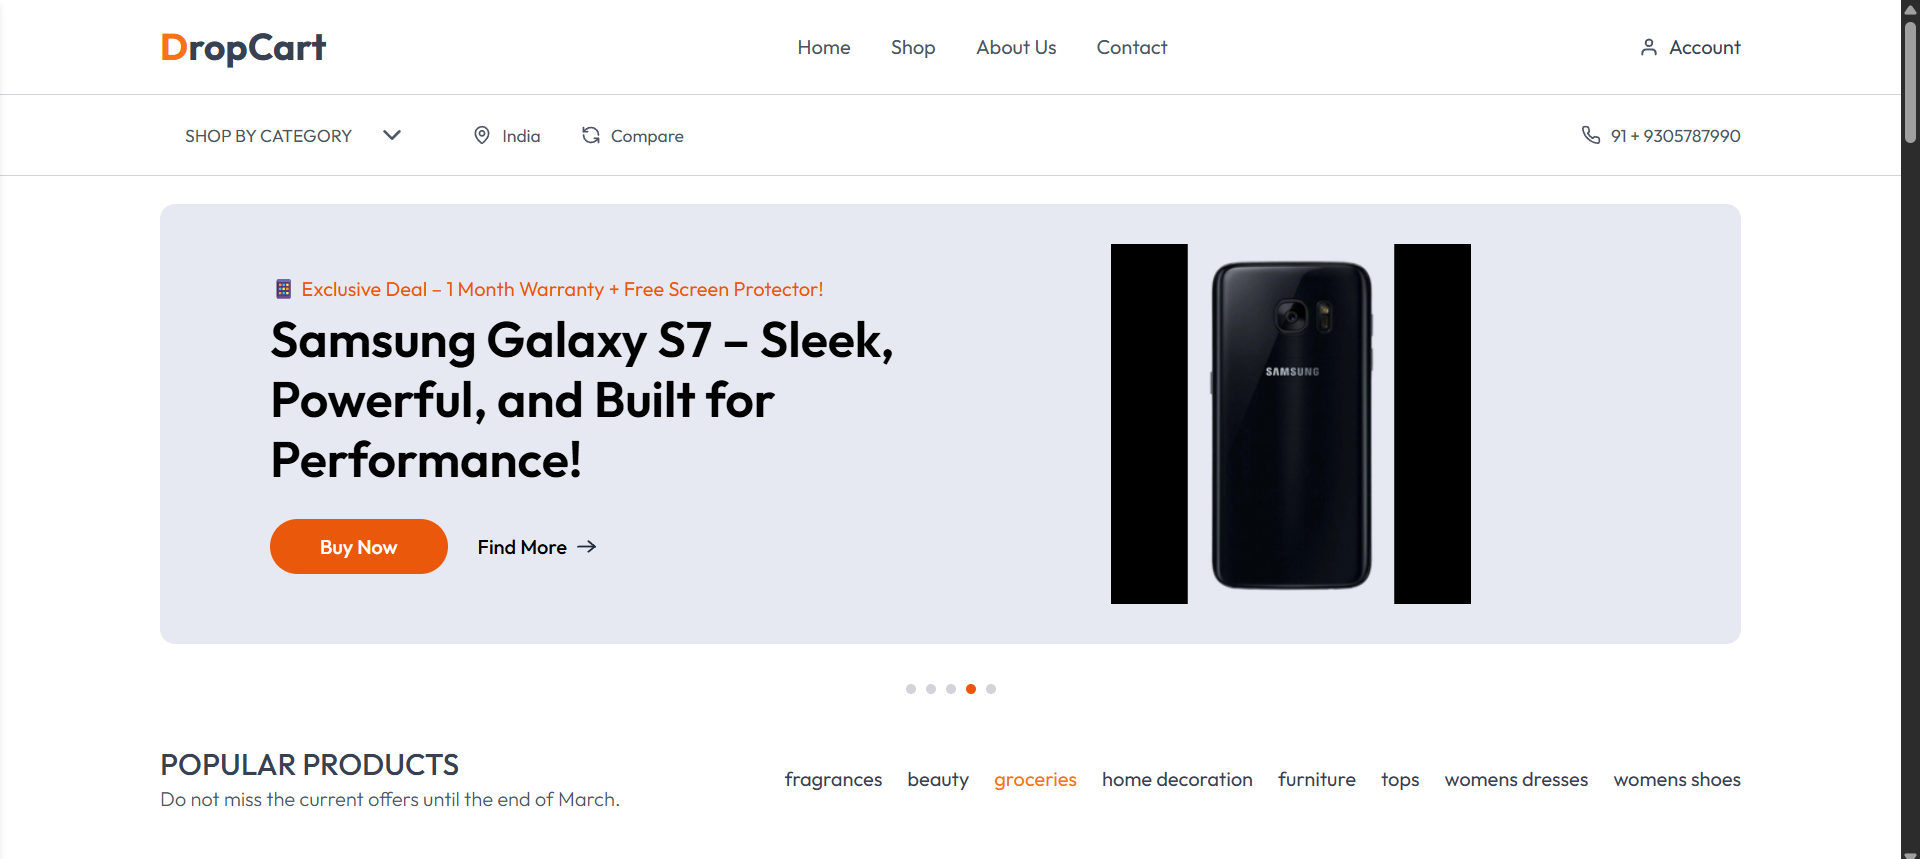 DropCart
Home Shop About Us Contact
Account
SHOP BY CATEGORY
India
Compare
91 + 9305787990
Exclusive Deal – 1 Month Warranty + Free Screen Protector!
Samsung Galaxy S7 – Sleek,
Powerful, and Built for
Performance!
Buy Now
Find More
SAMSUNG
POPULAR PRODUCTS
Do not miss the current offers until the end of March.
fragrances beauty groceries home decoration furniture tops womens dresses womens shoes